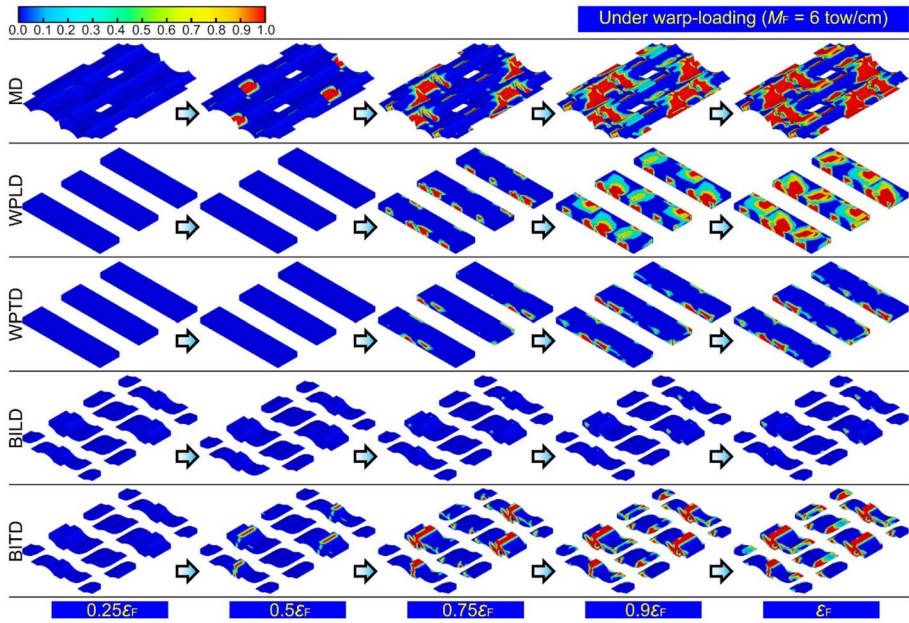 0.0 0.1 0.2 0.3 0.4 0.5 0.6 0.7 0.8 0.9 1.0
Under warp-loading (MF = 6 tow/cm)
MD
WPLD
WPTD
BILD
BITD
0.25εF
0.5εF
0.75εF
0.9εF
εF